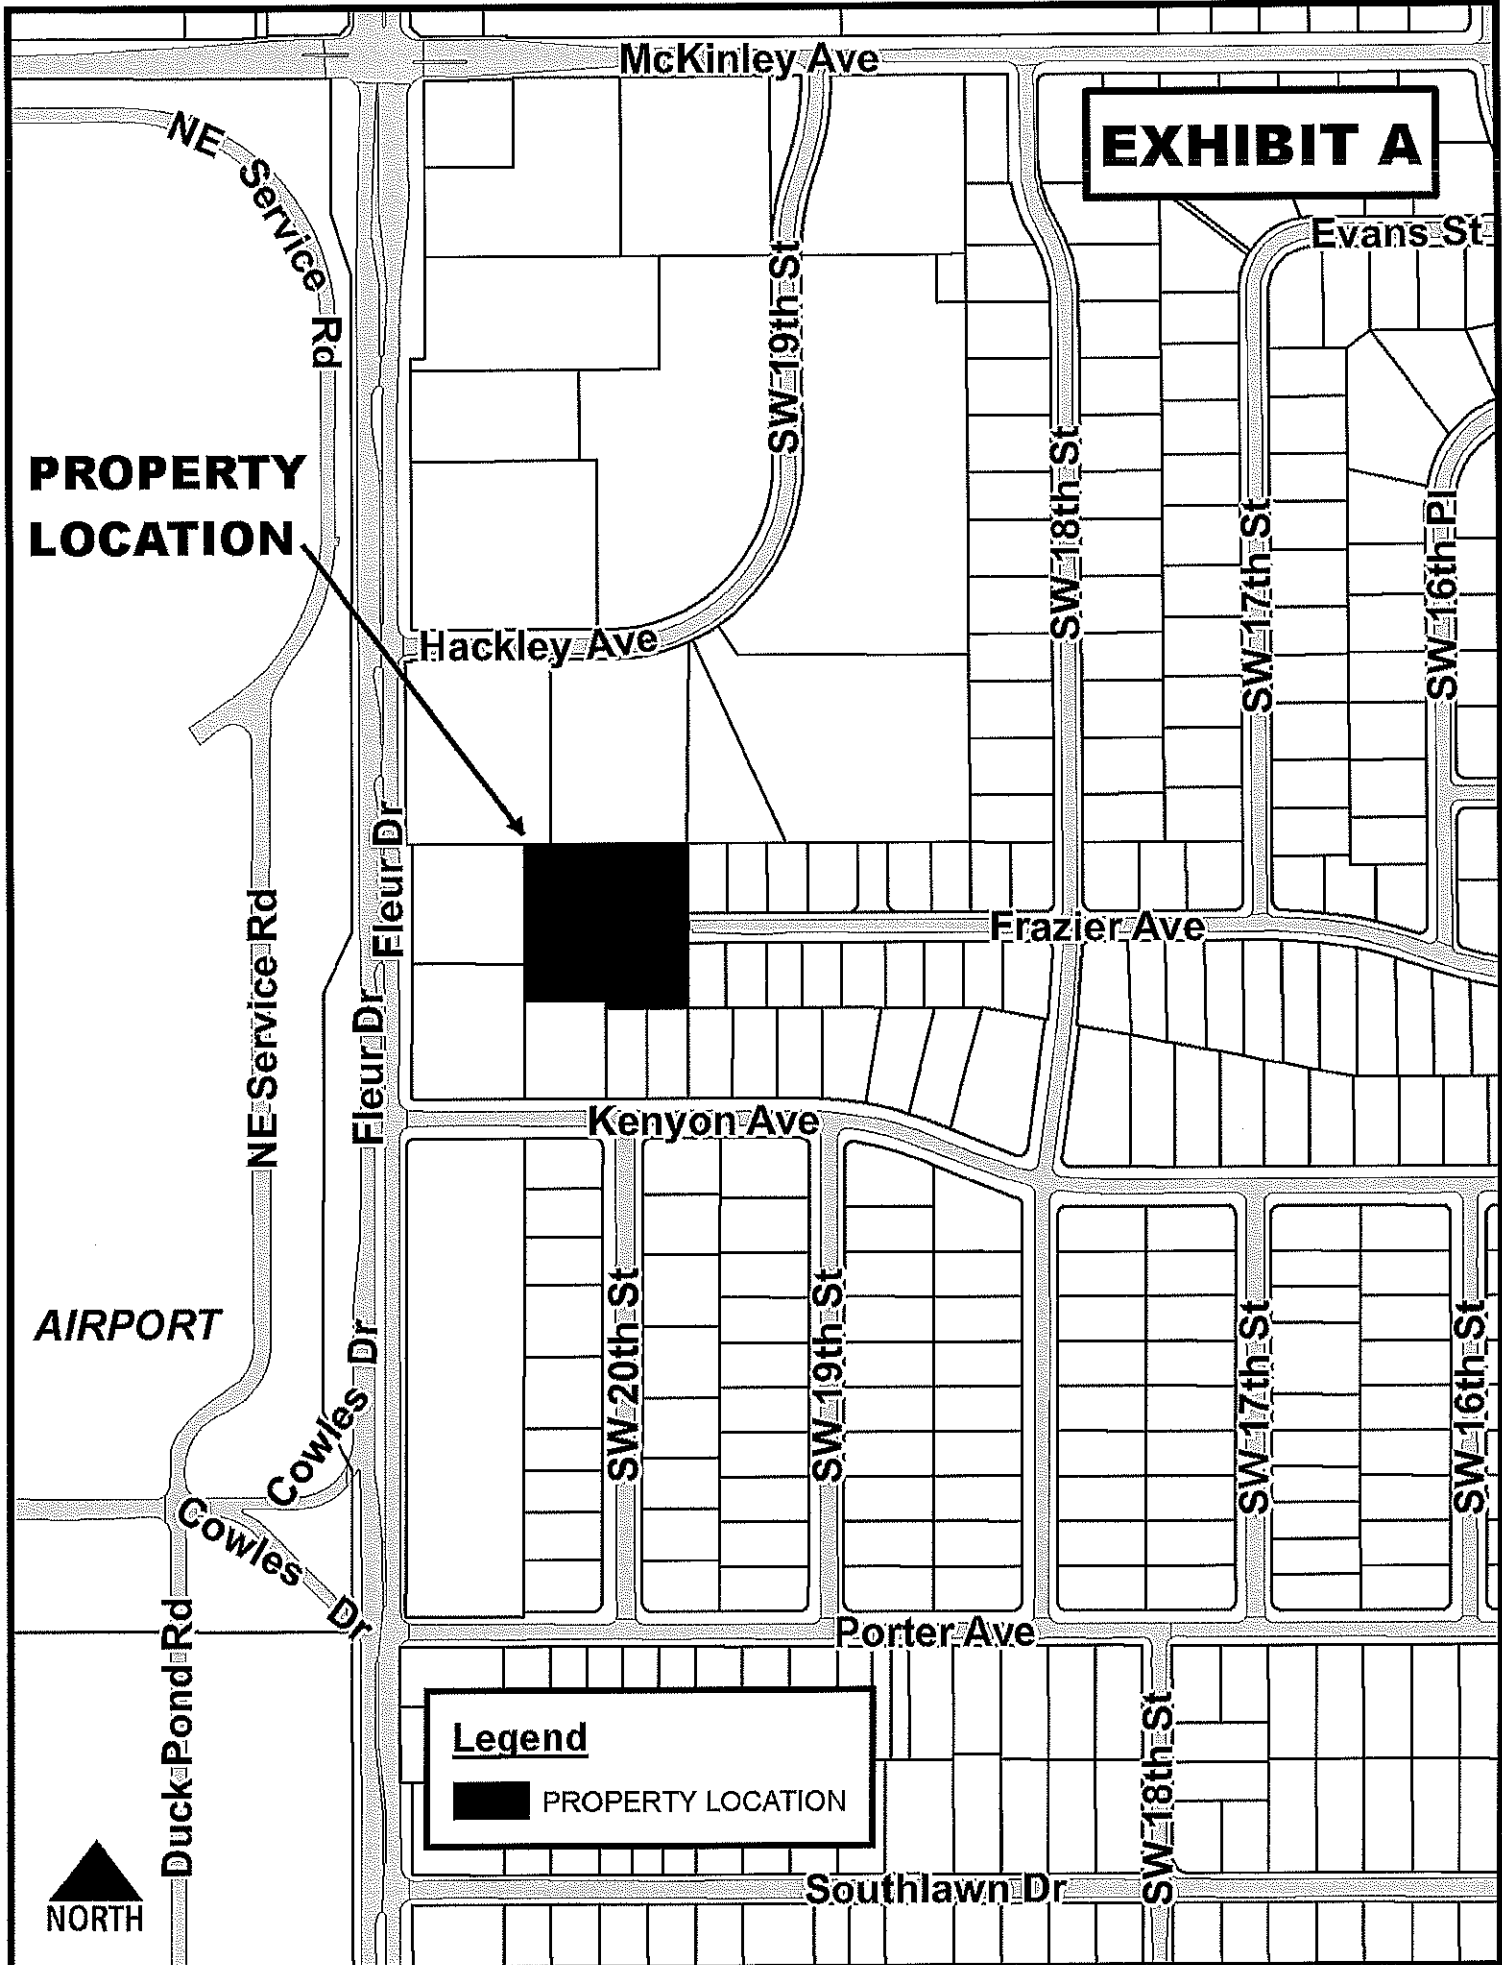 McKinley Ave
EXHIBIT A
NE Service Rd
Evans St
SW 19th St
SW 18th St
SW 17th St
SW 16th Pl
PROPERTY
LOCATION
Hackley Ave
Fleur Dr
Frazier Ave
NE Service Rd
Fleur Dr
Kenyon Ave
AIRPORT
SW 20th St
SW 19th St
SW 17th St
SW 16th St
Cowles Dr
Cowles Dr
Porter Ave
Duck Pond Rd
Legend
PROPERTY LOCATION
SW 18th St
Southlawn Dr
NORTH